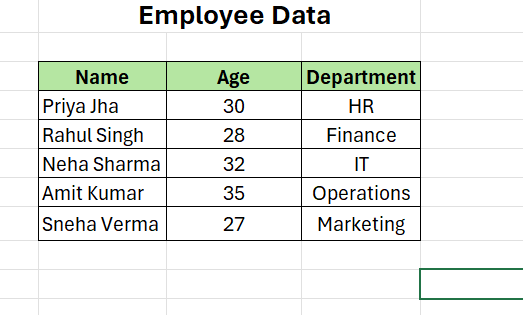 Employee Data
Name Age Department
Priya Jha 30 HR
Rahul Singh 28 Finance
Neha Sharma 32 IT
Amit Kumar 35 Operations
Sneha Verma 27 Marketing